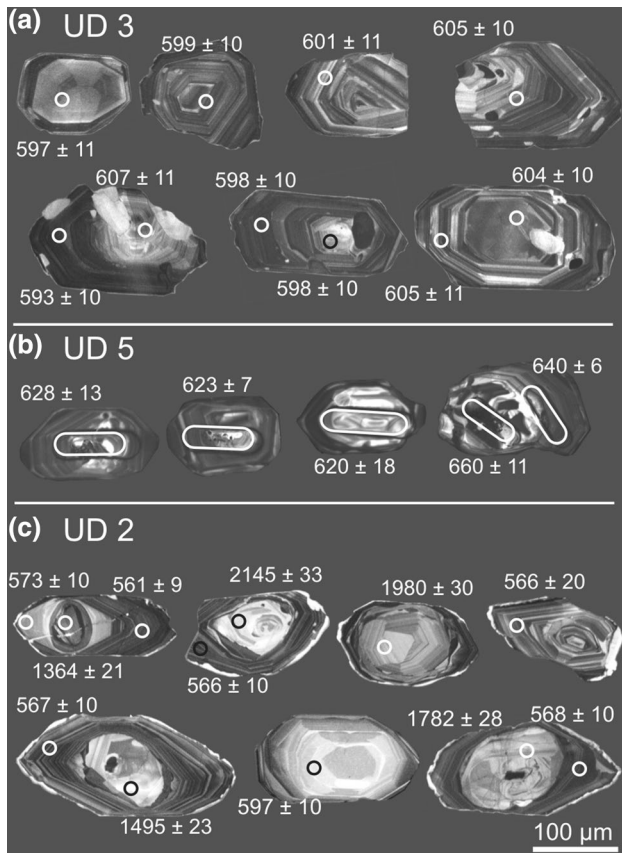 (a) UD 3
599 ± 10
601 ± 11
605 ± 10
597 ± 11
607 ± 11
598 ± 10
604 ± 10
593 ± 10
598 ± 10
605 ± 11
(b) UD 5
628 ± 13
623 ± 7
640 ± 6
620 ± 18
660 ± 11
(c) UD 2
573 ± 10
561 ± 9
2145 ± 33
1980 ± 30
566 ± 20
1364 ± 21
566 ± 10
567 ± 10
1782 ± 28
568 ± 10
597 ± 10
1495 ± 23
100 µm